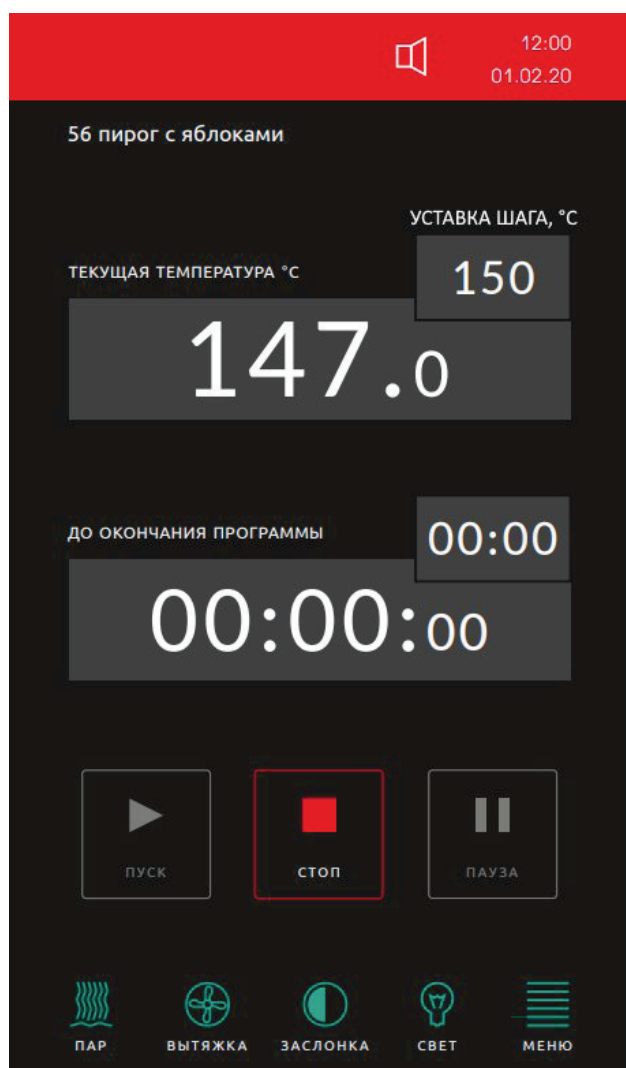 12:00
01.02.20
56 пирог с яблоками
УСТАВКА ШАГА, °С
ТЕКУЩАЯ ТЕМПЕРАТУРА °С
150
147.0
ДО ОКОНЧАНИЯ ПРОГРАММЫ
00:00
00:00:00
ПУСК
СТОП
ПАУЗА
ПАР
ВЫТЯЖКА
ЗАСЛОНКА
СВЕТ
МЕНЮ